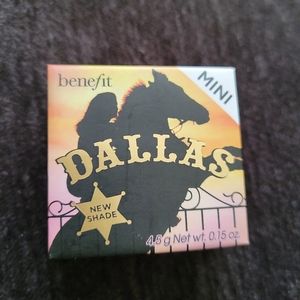 benefit
MINI
DALLAS
NEW
SHADE
4.5 g Net wt. 0.15 oz.